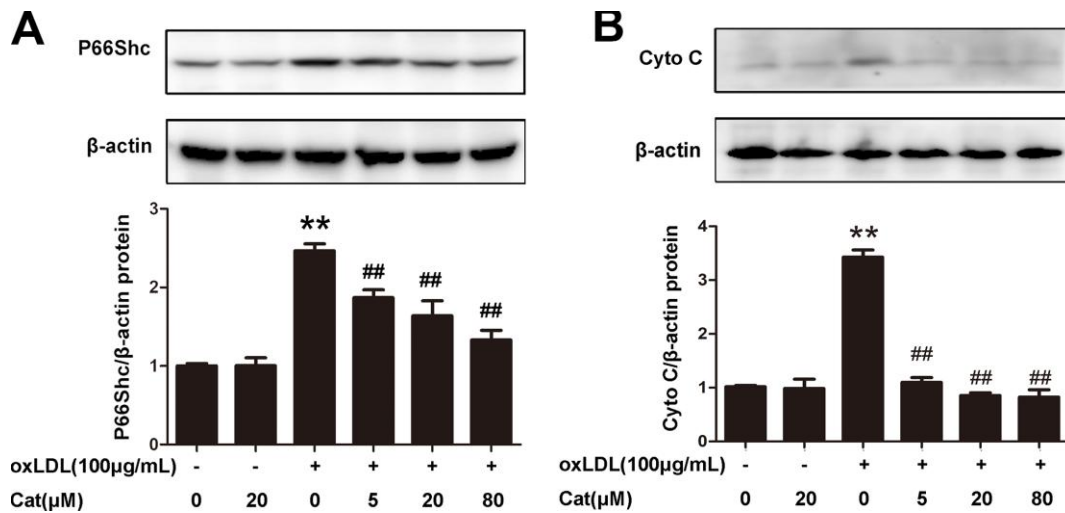 A
P66Shc
β-actin
P66Shc/β-actin protein
3
2
1
0
**
##
##
##
oxLDL(100μg/mL) - - + + + +
Cat(μM) 0 20 0 5 20 80
B
Cyto C
β-actin
Cyto C/β-actin protein
4
3
2
1
0
**
##
##
##
oxLDL(100μg/mL) - - + + + +
Cat(μM) 0 20 0 5 20 80